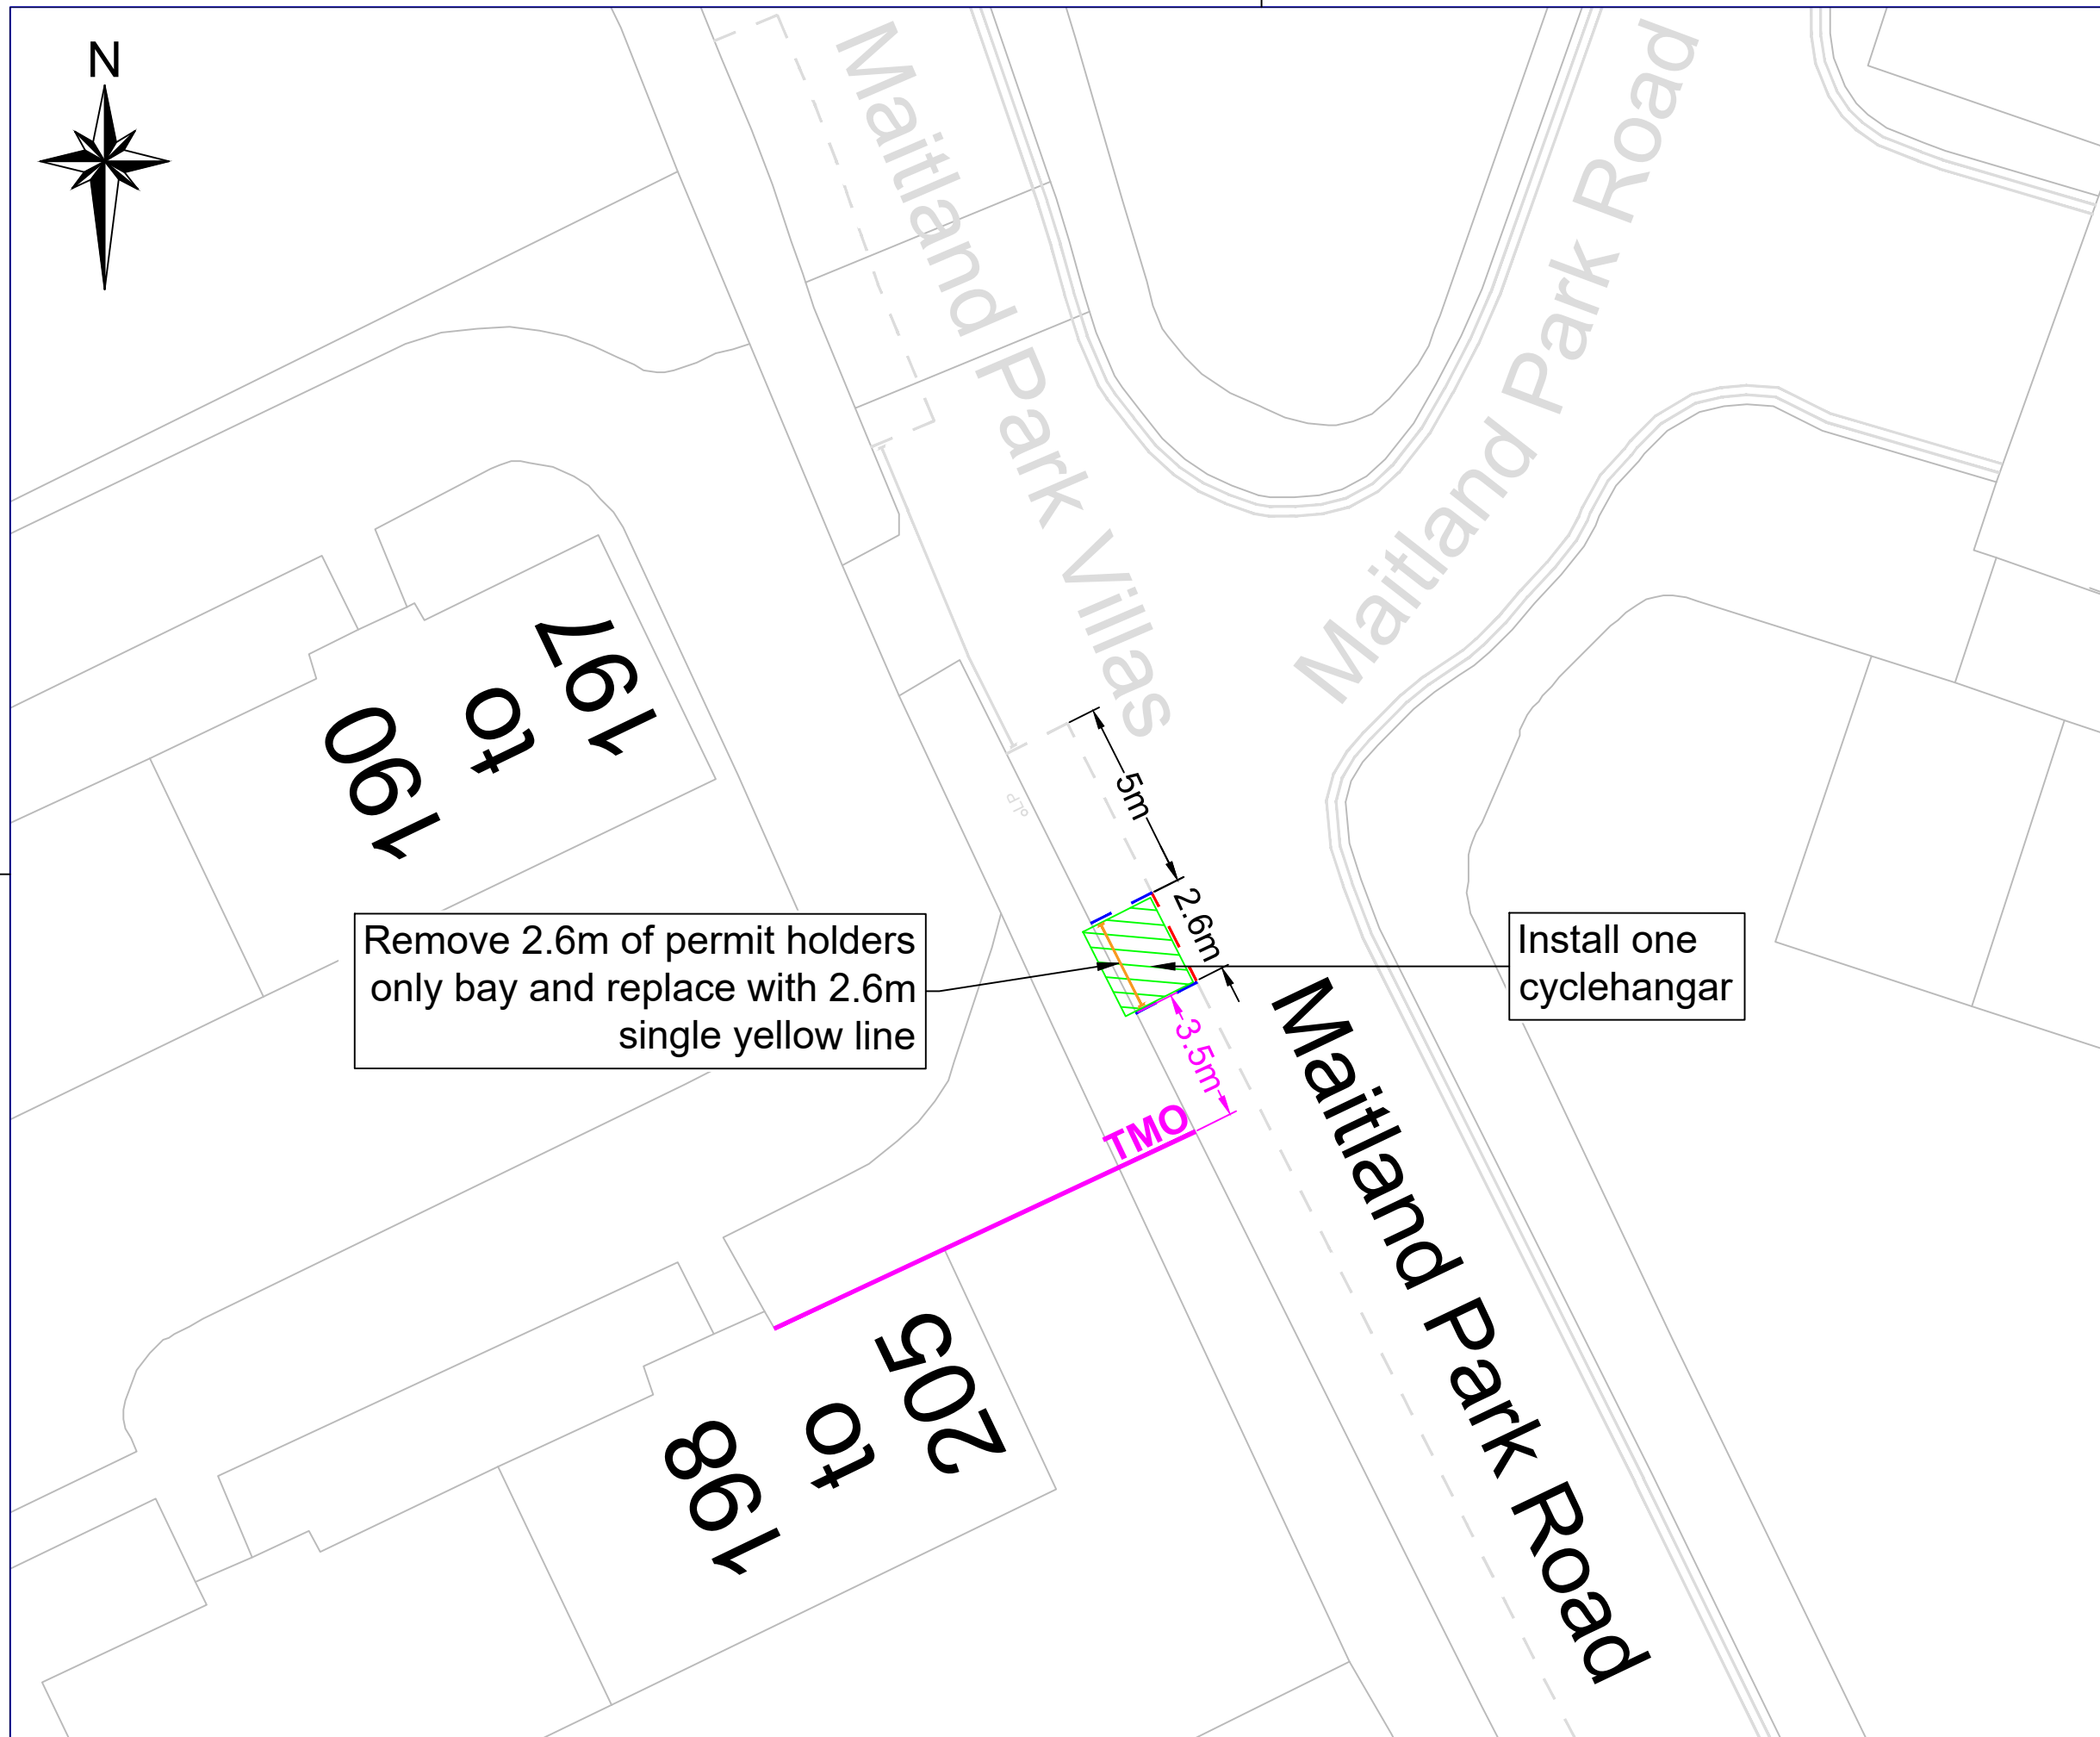 N
Maitland Park Villas
Maitland Park Road
190
to
197
5m
2.6m
oLP
Remove 2.6m of permit holders
only bay and replace with 2.6m
single yellow line
Install one
cyclehangar
3.5m
TMO
Maitland Park Road
198
to
205